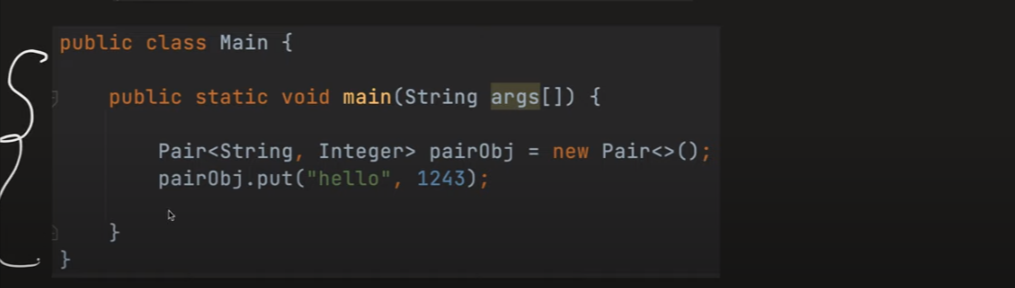 public class Main {
public static void main(String args[]) {
Pair<String, Integer> pairObj = new Pair<>();
pairObj.put("hello", 1243);
}
}